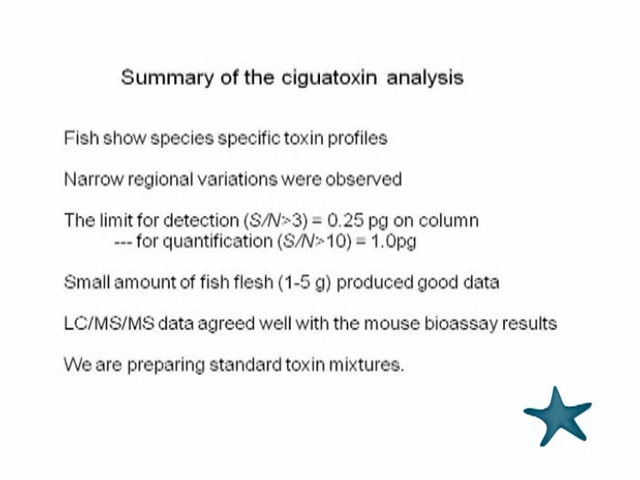 Summary of the ciguatoxin analysis
Fish show species specific toxin profiles
Narrow regional variations were observed
The limit for detection (S/N>3) = 0.25 pg on column
--- for quantification (S/N>10) = 1.0pg
Small amount of fish flesh (1-5 g) produced good data
LC/MS/MS data agreed well with the mouse bioassay results
We are preparing standard toxin mixtures.